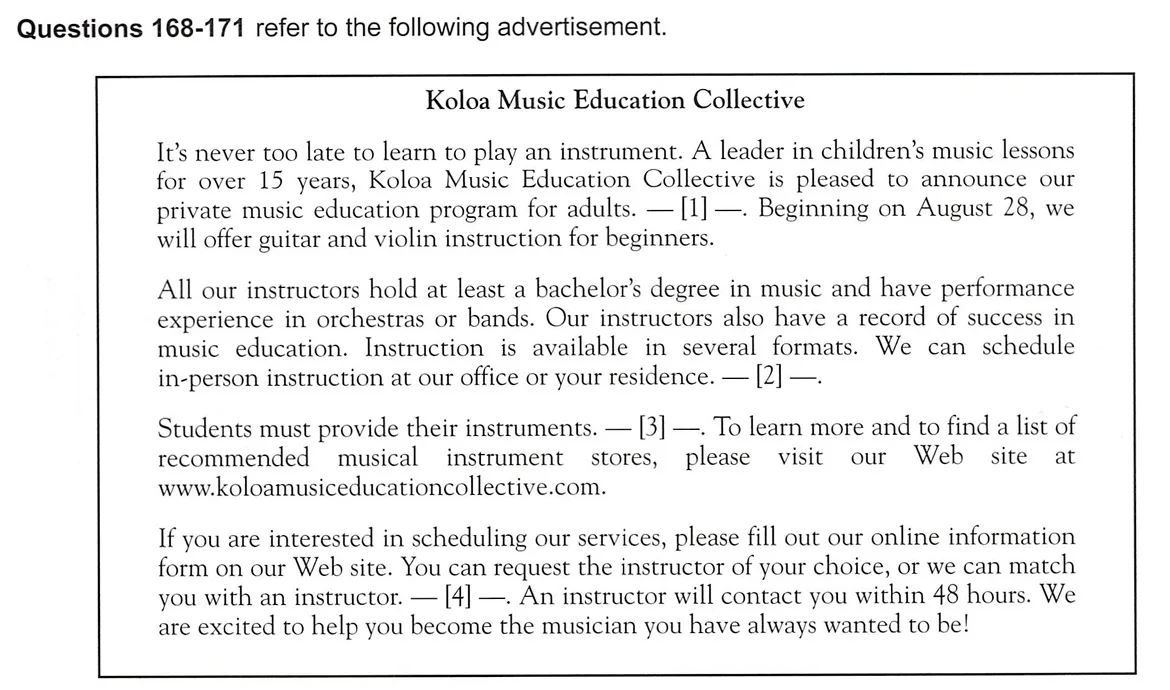 Questions 168-171 refer to the following advertisement.
Koloa Music Education Collective
It's never too late to learn to play an instrument. A leader in children's music lessons
for over 15 years, Koloa Music Education Collective is pleased to announce our
private music education program for adults. — [1] —. Beginning on August 28, we
will offer guitar and violin instruction for beginners.
All our instructors hold at least a bachelor's degree in music and have performance
experience in orchestras or bands. Our instructors also have a record of success in
music education. Instruction is available in several formats. We can schedule
in-person instruction at our office or your residence. — [2] —.
Students must provide their instruments. — [3] —. To learn more and to find a list of
recommended musical instrument stores, please visit our Web site at
www.koloamusiceducationcollective.com.
If you are interested in scheduling our services, please fill out our online information
form on our Web site. You can request the instructor of your choice, or we can match
you with an instructor. — [4] —. An instructor will contact you within 48 hours. We
are excited to help you become the musician you have always wanted to be!